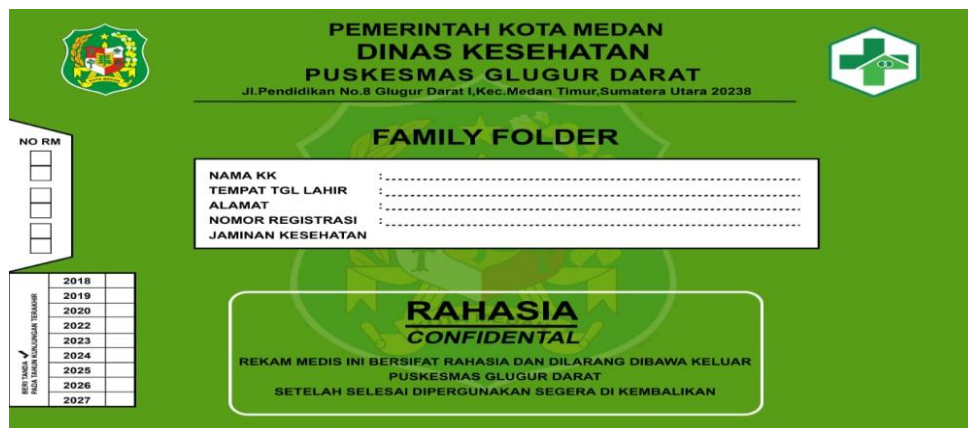 PEMERINTAH KOTA MEDAN
DINAS KESEHATAN
PUSKESMAS GLUGUR DARAT
Jl.Pendidikan No.8 Glugur Darat I,Kec.Medan Timur,Sumatera Utara 20238
KOTA MEDAN
FAMILY FOLDER
NO RM
NAMA KK :
TEMPAT TGL LAHIR :
ALAMAT :
NOMOR REGISTRASI :
JAMINAN KESEHATAN
BERI TANDA ✓
PADA TAHUN KUNJUNGAN TERAKHIR
2018
2019
2020
2022
2023
2024
2025
2026
2027
RAHASIA
CONFIDENTAL
REKAM MEDIS INI BERSIFAT RAHASIA DAN DILARANG DIBAWA KELUAR
PUSKESMAS GLUGUR DARAT
SETELAH SELESAI DIPERGUNAKAN SEGERA DI KEMBALIKAN